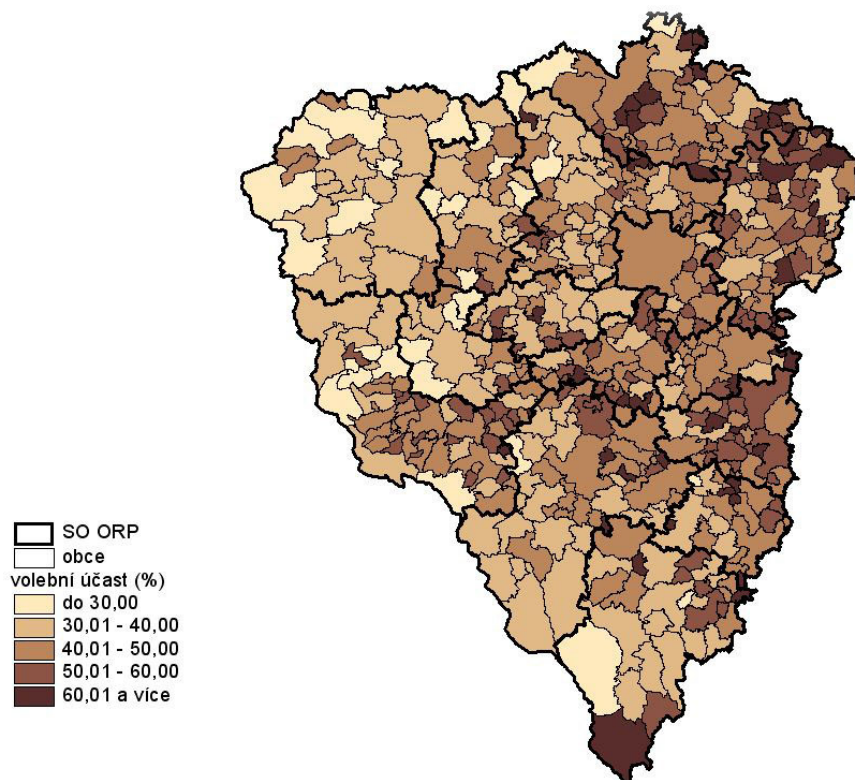 SO ORP
obce
volební účast (%)
do 30,00
30,01 - 40,00
40,01 - 50,00
50,01 - 60,00
60,01 a více